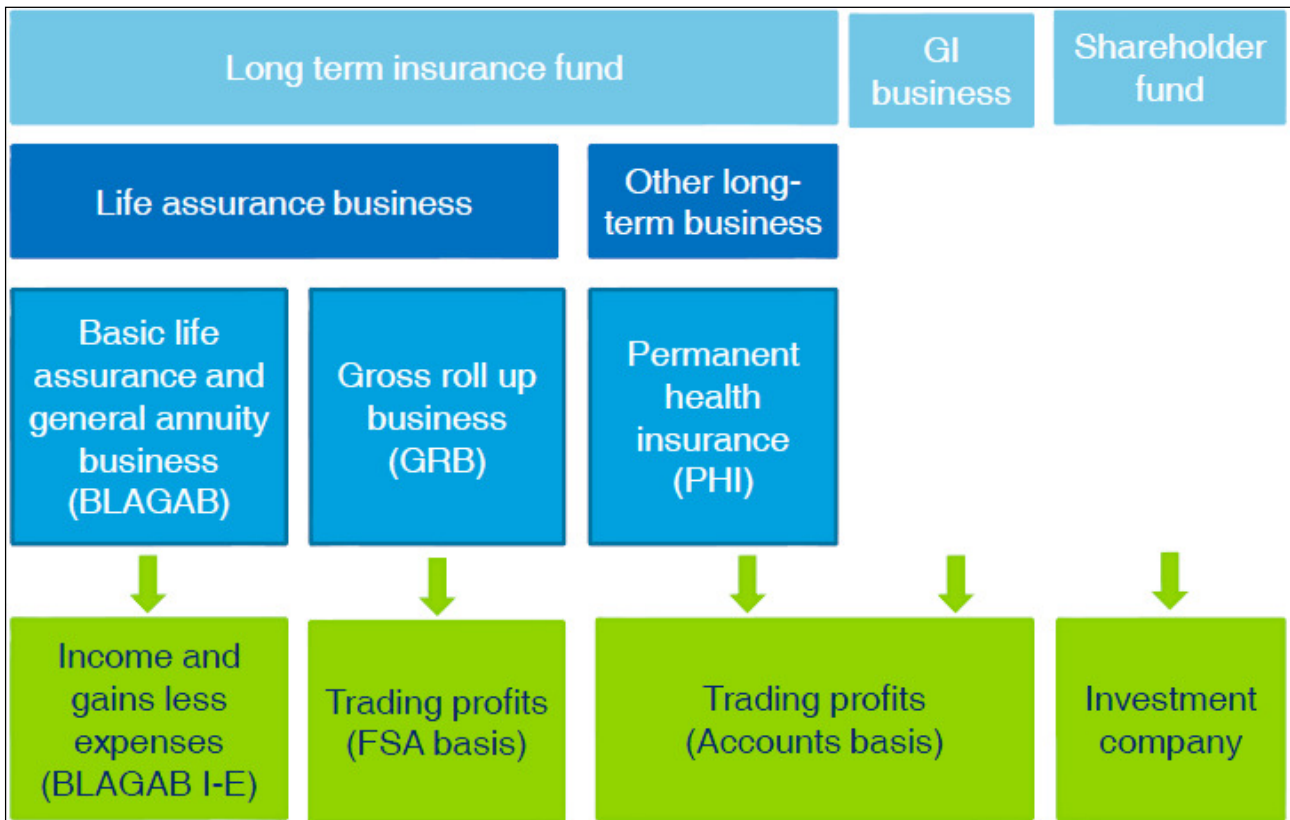 Long term insurance fund
GI
business
Shareholder
fund
Life assurance business
Other long-
term business
Basic life
assurance and
general annuity
business
(BLAGAB)
Gross roll up
business
(GRB)
Permanent
health
insurance
(PHI)
Income and
gains less
expenses
(BLAGAB I-E)
Trading profits
(FSA basis)
Trading profits
(Accounts basis)
Investment
company